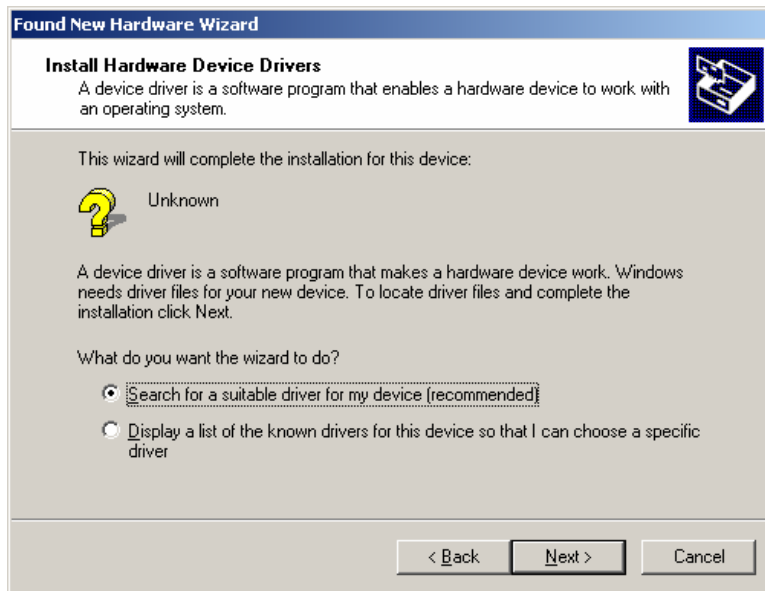 Found New Hardware Wizard
Install Hardware Device Drivers
A device driver is a software program that enables a hardware device to work with
an operating system.
This wizard will complete the installation for this device:
Unknown
A device driver is a software program that makes a hardware device work. Windows
needs driver files for your new device. To locate driver files and complete the
installation click Next.
What do you want the wizard to do?
Search for a suitable driver for my device (recommended)
Display a list of the known drivers for this device so that I can choose a specific
driver
< Back Next > Cancel